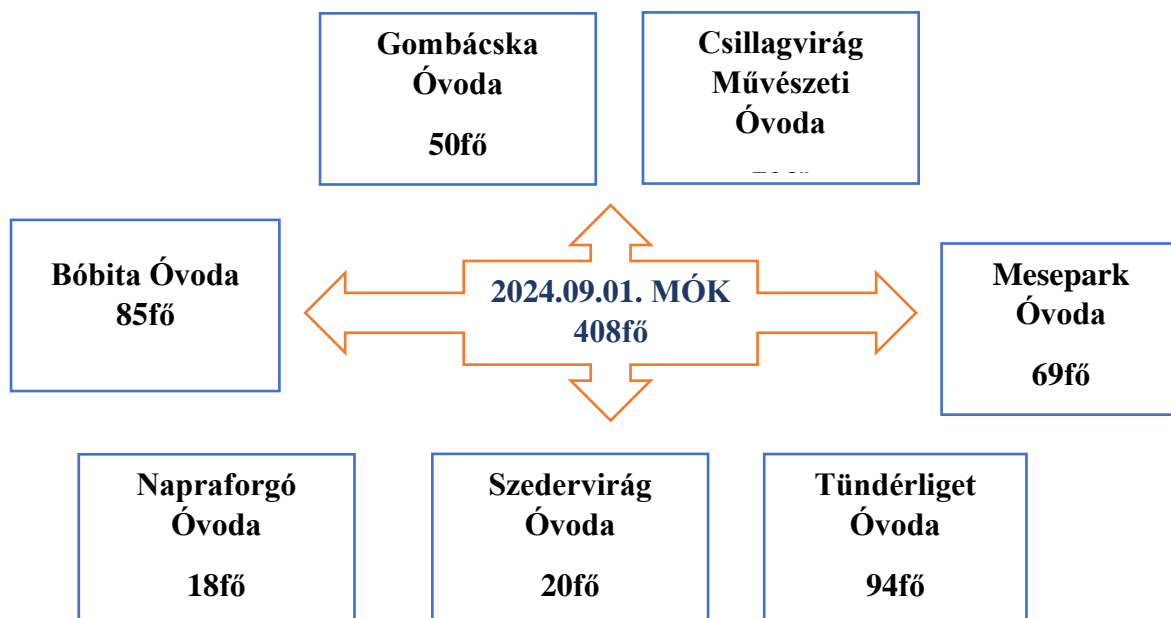 Gombácska
Óvoda
50fő
Csillagvirág
Művészeti
Óvoda
Bóbita Óvoda
85fő
2024.09.01. MÓK
408fő
Mesepark
Óvoda
69fő
Napraforgó
Óvoda
18fő
Szedervirág
Óvoda
20fő
Tündérliget
Óvoda
94fő